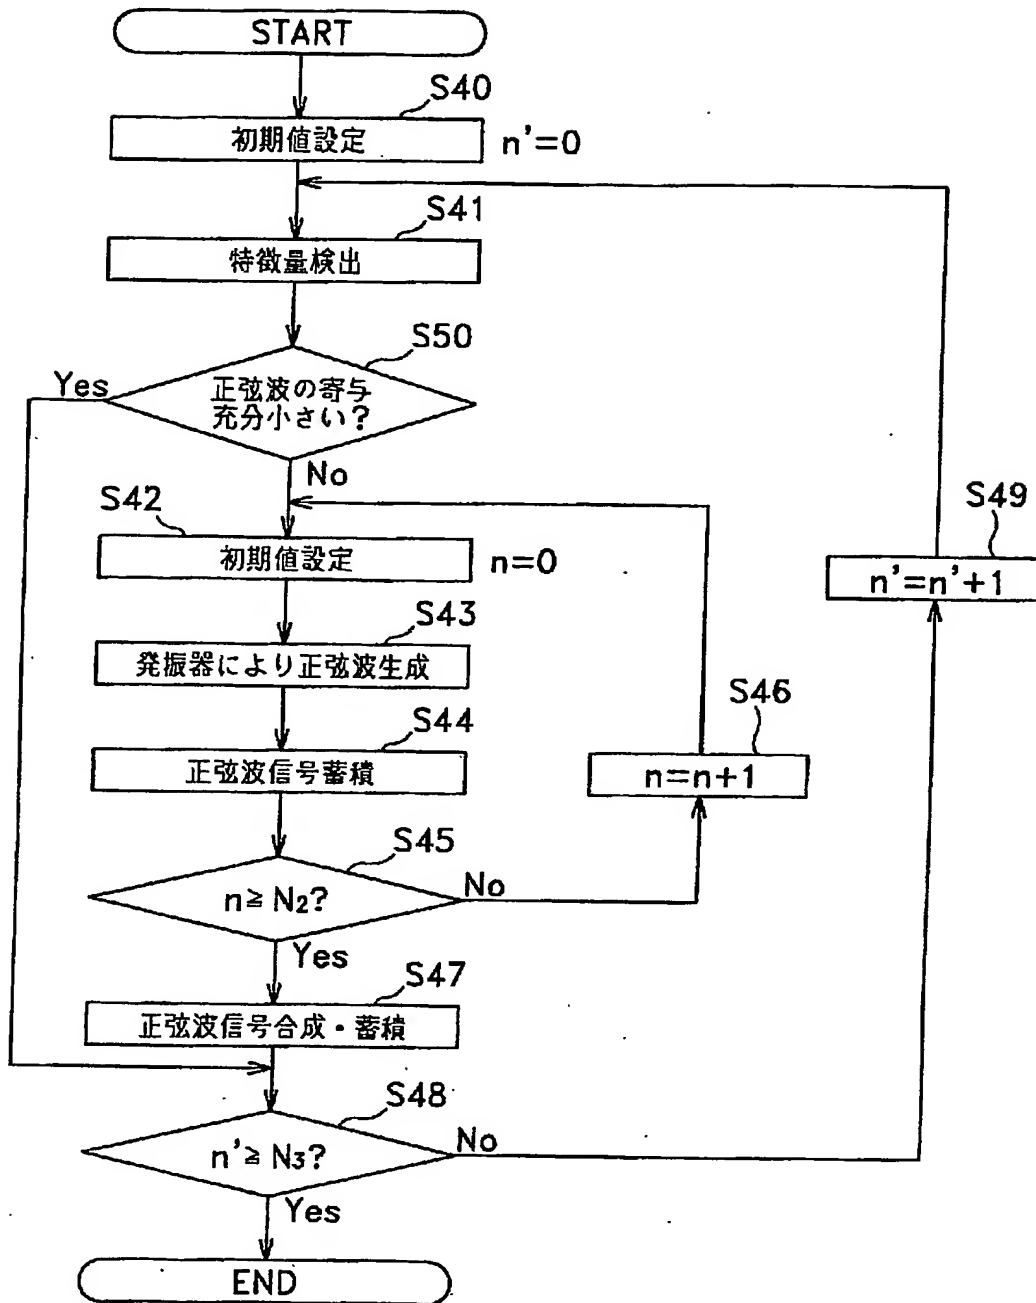 START
S40
初期値設定 n'=0
S41
特徴量検出
S50
Yes
正弦波の寄与
充分小さい?
No
S42
初期値設定 n=0
S49
n'=n'+1
S43
発振器により正弦波生成
S44
正弦波信号蓄積
S46
n=n+1
S45
n≧N2?
No
Yes
S47
正弦波信号合成・蓄積
S48
n'≧N3?
No
Yes
END